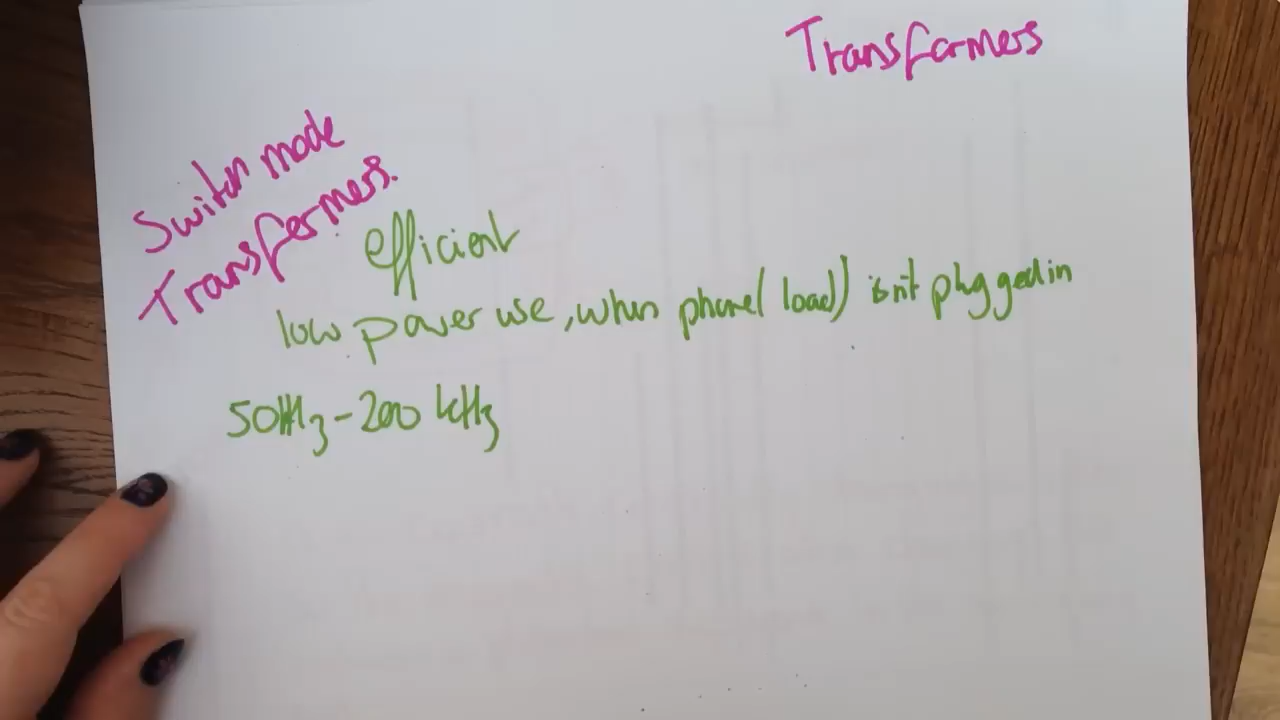 Transformers
Switch mode
Transformers.
efficient
low power use, when phone (load) isn't plugged in
50Hz - 200 kHz